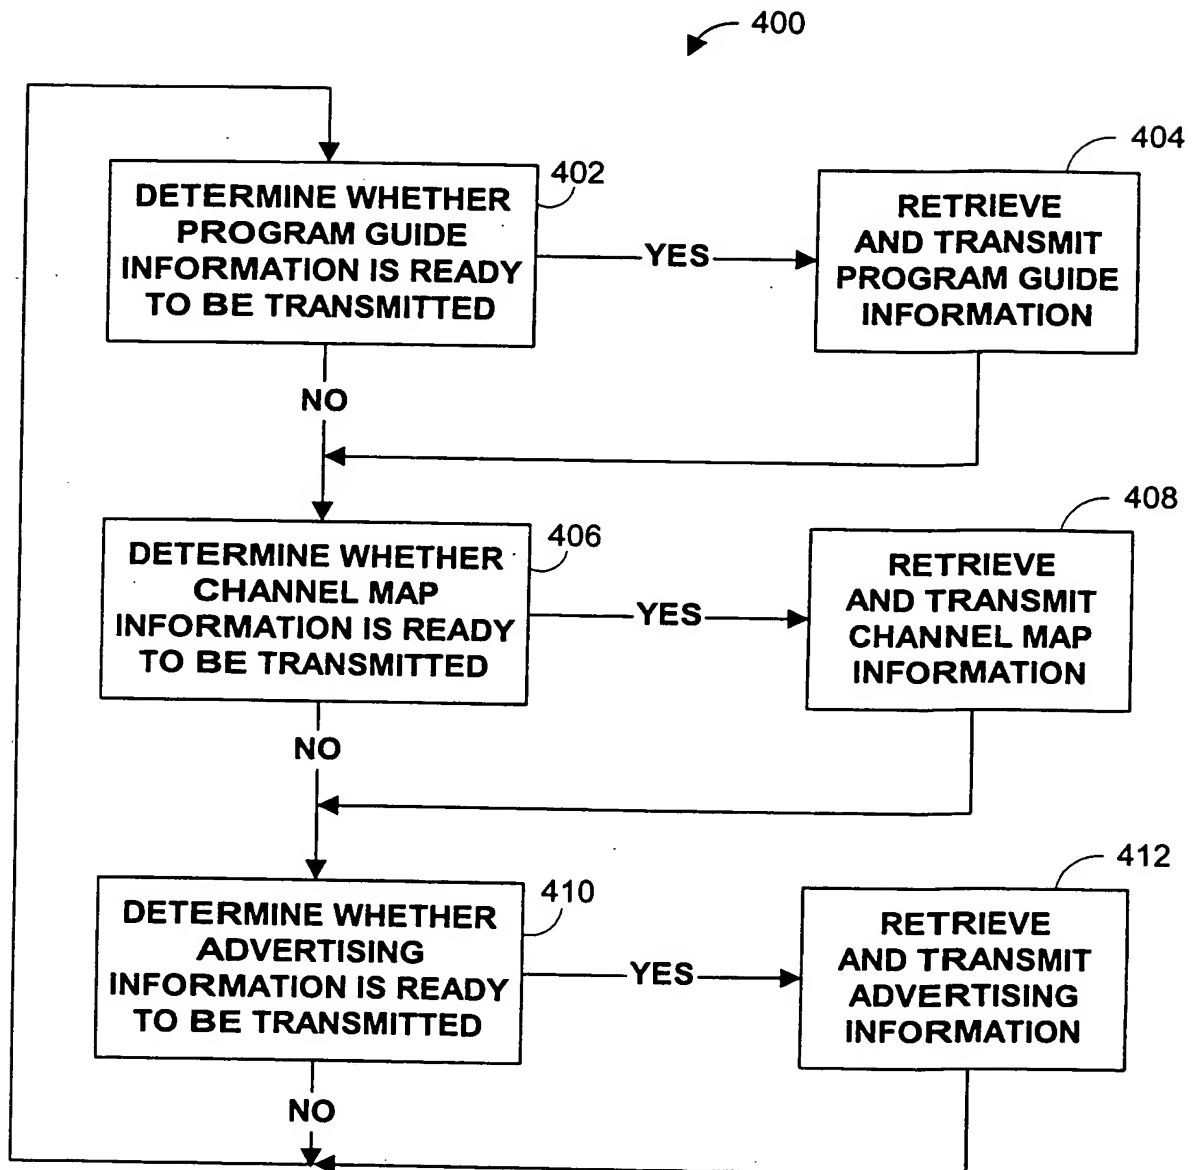 400
402
DETERMINE WHETHER
PROGRAM GUIDE
INFORMATION IS READY
TO BE TRANSMITTED
YES
404
RETRIEVE
AND TRANSMIT
PROGRAM GUIDE
INFORMATION
NO
406
DETERMINE WHETHER
CHANNEL MAP
INFORMATION IS READY
TO BE TRANSMITTED
YES
408
RETRIEVE
AND TRANSMIT
CHANNEL MAP
INFORMATION
NO
410
DETERMINE WHETHER
ADVERTISING
INFORMATION IS READY
TO BE TRANSMITTED
YES
412
RETRIEVE
AND TRANSMIT
ADVERTISING
INFORMATION
NO